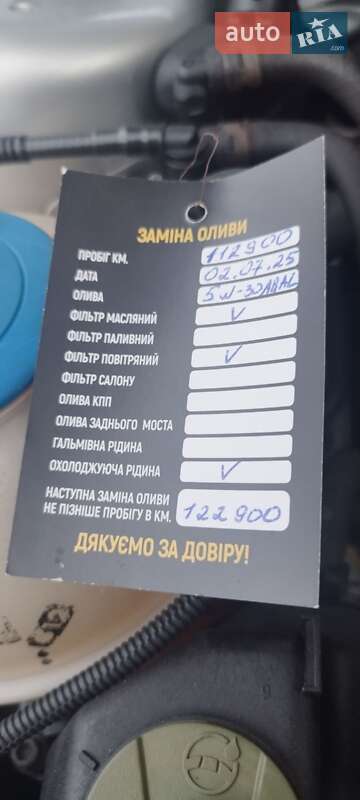 auto RIA.com
ЗАМІНА ОЛИВИ
ПРОБІГ КМ. 112900
ДАТА 02.07.25
ОЛИВА 5w-30 ARAL
ФІЛЬТР МАСЛЯНИЙ ✓
ФІЛЬТР ПАЛИВНИЙ
ФІЛЬТР ПОВІТРЯНИЙ ✓
ФІЛЬТР САЛОНУ
ОЛИВА КПП
ОЛИВА ЗАДНЬОГО МОСТА
ГАЛЬМІВНА РІДИНА
ОХОЛОДЖУЮЧА РІДИНА ✓
НАСТУПНА ЗАМІНА ОЛИВИ
НЕ ПІЗНІШЕ ПРОБІГУ В КМ. 122900
ДЯКУЄМО ЗА ДОВІРУ!